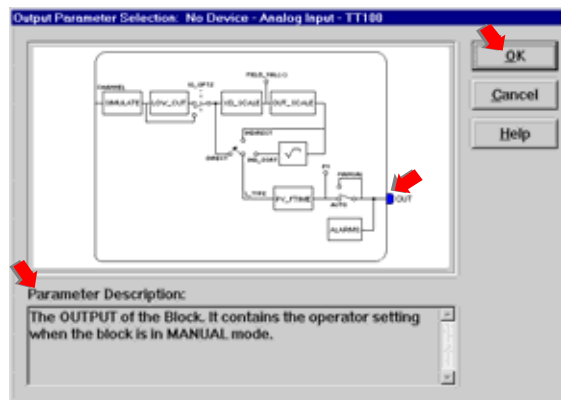 Output Parameter Selection: No Device - Analog Input - TT100
OK
Cancel
Help
CHANNEL
SIMULATE
LOW_CUT
IO_OPTZ
XD_SCALE
FIELD_VAL(-)
OUT_SCALE
INDIRECT
DIRECT
IND_SQRT
L_TYPE
PV_FTIME
PV
MANUAL
AUTO
OUT
ALARMS
Parameter Description:
The OUTPUT of the Block. It contains the operator setting
when the block is in MANUAL mode.